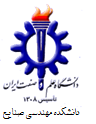 دانشگاه علم و صنعت ایران
تاسیس ۱۳۰۸
دانشکده مهندسی صنایع